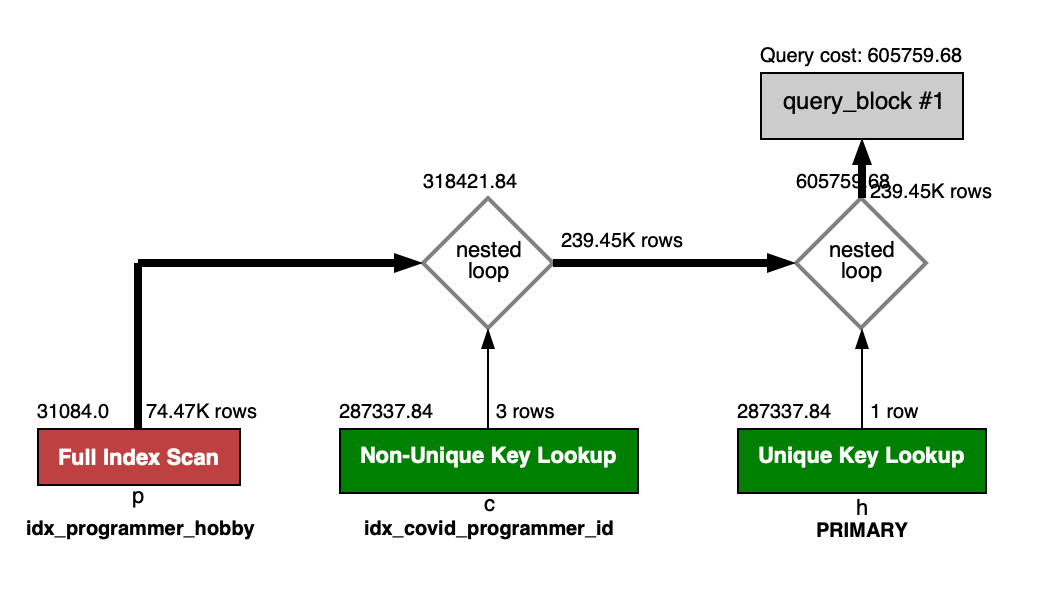 Query cost: 605759.68
query_block #1
318421.84
605759.68
239.45K rows
nested
loop
239.45K rows
nested
loop
31084.0
74.47K rows
287337.84
3 rows
287337.84
1 row
Full Index Scan
Non-Unique Key Lookup
Unique Key Lookup
p
c
h
idx_programmer_hobby
idx_covid_programmer_id
PRIMARY